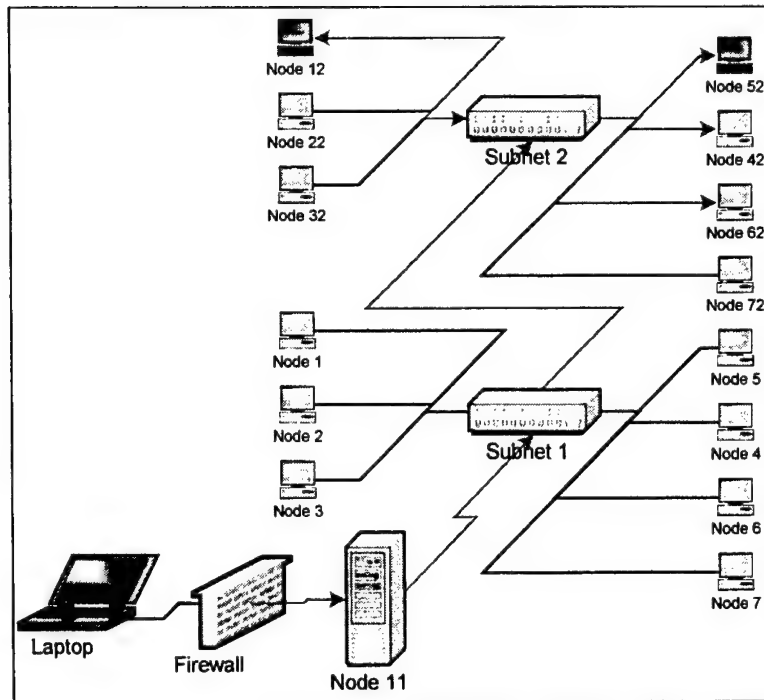 Node 12
Node 52
Node 22
Subnet 2
Node 42
Node 32
Node 62
Node 72
Node 1
Node 5
Node 2
Subnet 1
Node 4
Node 3
Node 6
Node 7
Laptop
Firewall
Node 11